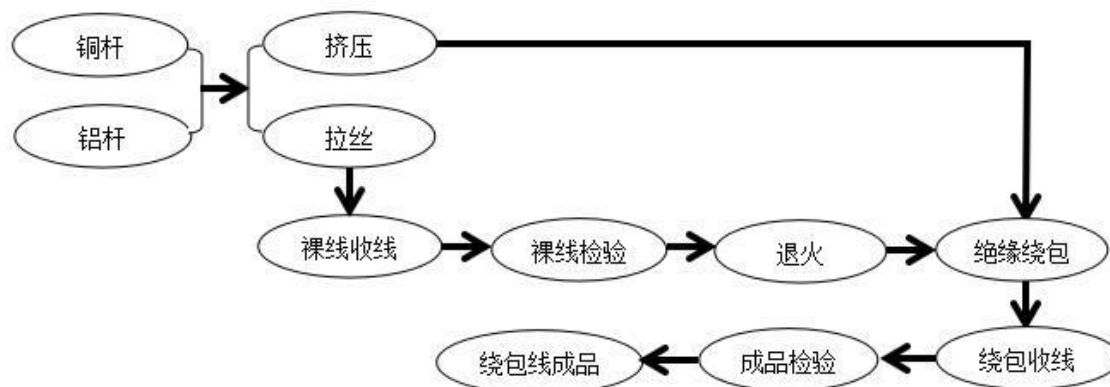 铜杆
挤压
铝杆
拉丝
裸线收线
裸线检验
退火
绝缘绕包
绕包线成品
成品检验
绕包收线